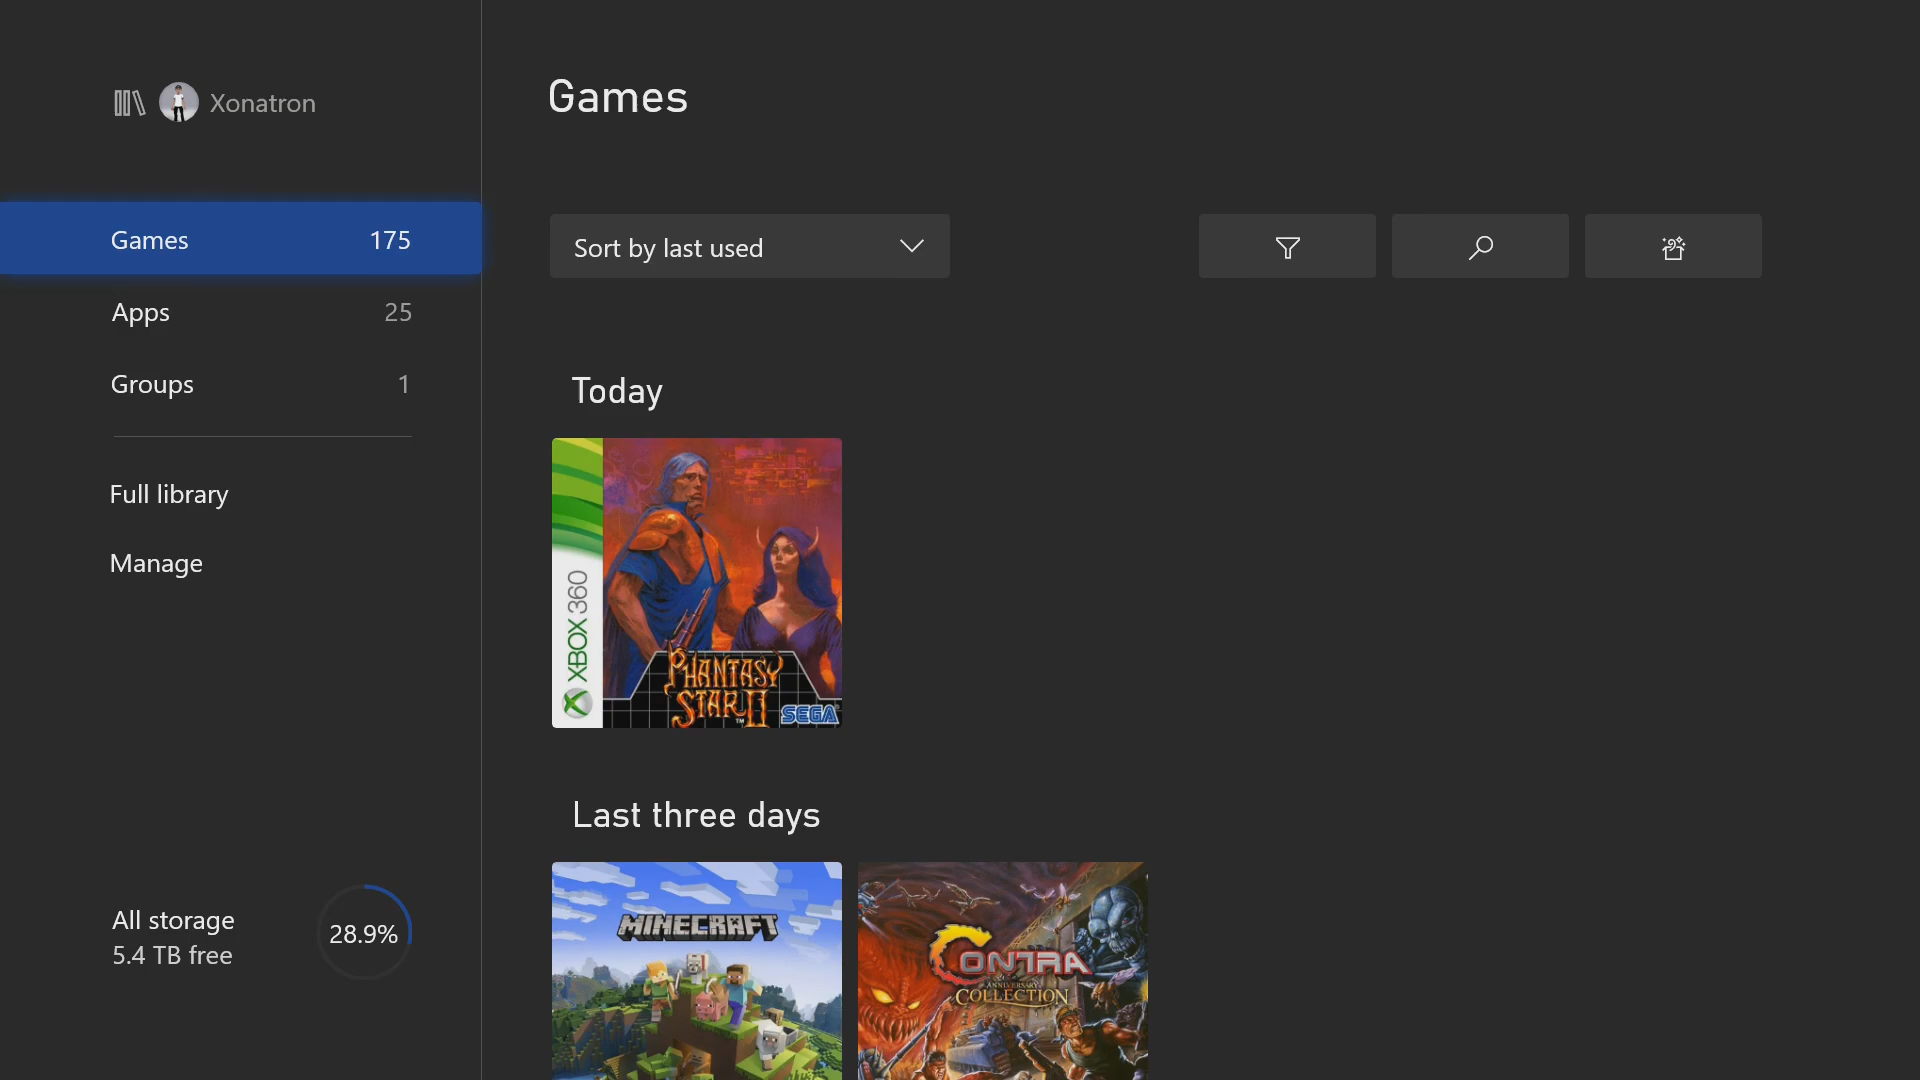 Xonatron
Games 175
Apps 25
Groups 1
Full library
Manage
All storage
5.4 TB free
28.9%
Games
Sort by last used
Today
XBOX 360
PHANTASY
STAR II™
SEGA
Last three days
MINECRAFT
CONTRA
ANNIVERSARY
COLLECTION